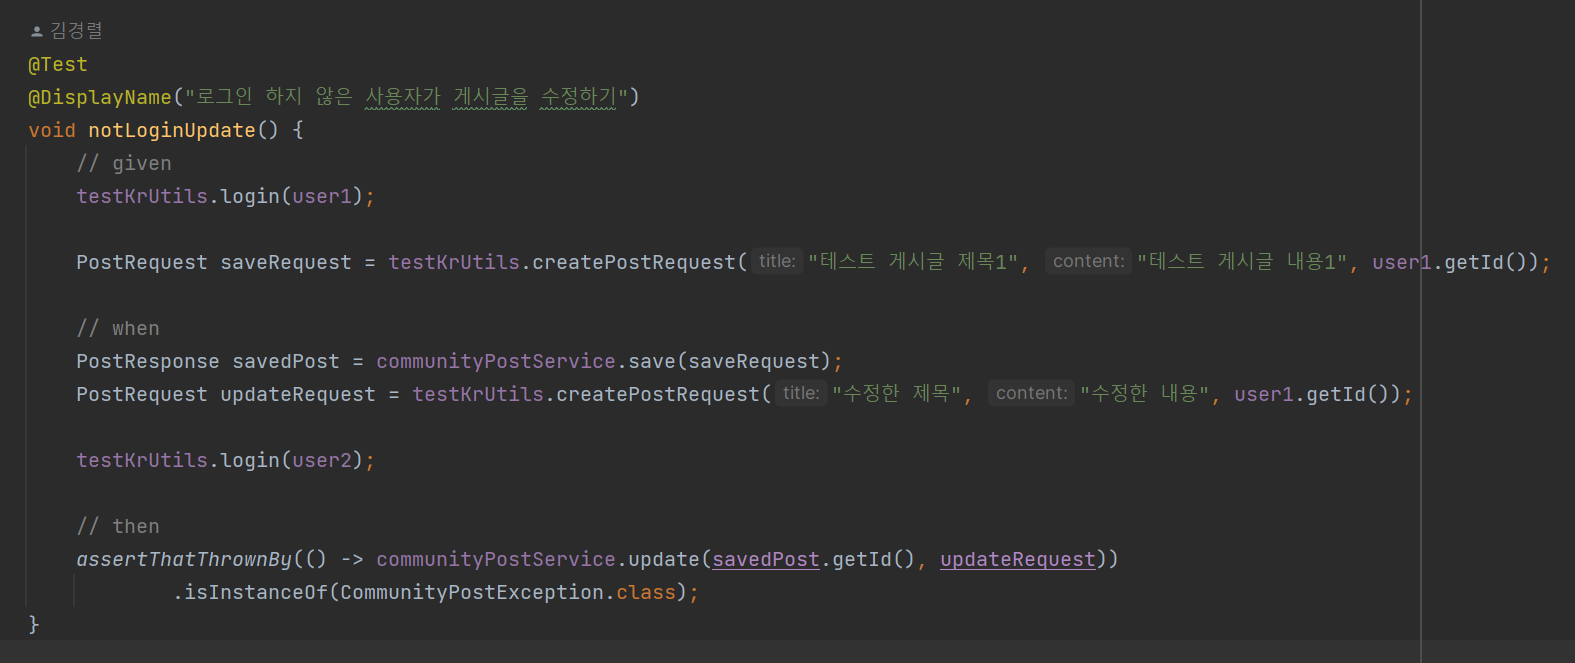 김경렬
@Test
@DisplayName("로그인 하지 않은 사용자가 게시글을 수정하기")
void notLoginUpdate() {
// given
testKrUtils.login(user1);
PostRequest saveRequest = testKrUtils.createPostRequest( title: "테스트 게시글 제목1", content: "테스트 게시글 내용1", user1.getId());
// when
PostResponse savedPost = communityPostService.save(saveRequest);
PostRequest updateRequest = testKrUtils.createPostRequest( title: "수정한 제목", content: "수정한 내용", user1.getId());
testKrUtils.login(user2);
// then
assertThatThrownBy(() -> communityPostService.update(savedPost.getId(), updateRequest))
.isInstanceOf(CommunityPostException.class);
}